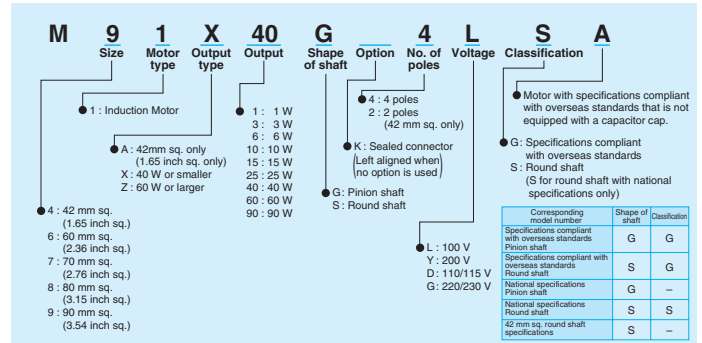 M 9 1 X 40 G 4 L S A
Size Motor type Output type Output Shape of shaft Option No. of poles Voltage Classification
1 : Induction Motor
A : 42mm sq. only
(1.65 inch sq. only)
X : 40 W or smaller
Z : 60 W or larger
4 : 42 mm sq.
(1.65 inch sq.)
6 : 60 mm sq.
(2.36 inch sq.)
7 : 70 mm sq.
(2.76 inch sq.)
8 : 80 mm sq.
(3.15 inch sq.)
9 : 90 mm sq.
(3.54 inch sq.)
1 : 1 W
3 : 3 W
6 : 6 W
10 : 10 W
15 : 15 W
25 : 25 W
40 : 40 W
60 : 60 W
90 : 90 W
4 : 4 poles
2 : 2 poles
(42 mm sq. only)
K : Sealed connector
(Left aligned when
no option is used)
G : Pinion shaft
S : Round shaft
L : 100 V
Y : 200 V
D : 110/115 V
G : 220/230 V
Motor with specifications compliant
with overseas standards that is not
equipped with a capacitor cap.
G : Specifications compliant
with overseas standards
S : Round shaft
(S for round shaft with national
specifications only)
Corresponding
model number
Shape of
shaft
Classification
Specifications compliant
with overseas standards
Pinion shaft
G G
Specifications compliant with
overseas standards
Round shaft
S G
National specifications
Pinion shaft
G –
National specifications
Round shaft
S S
42 mm sq. round shaft
specifications
S –